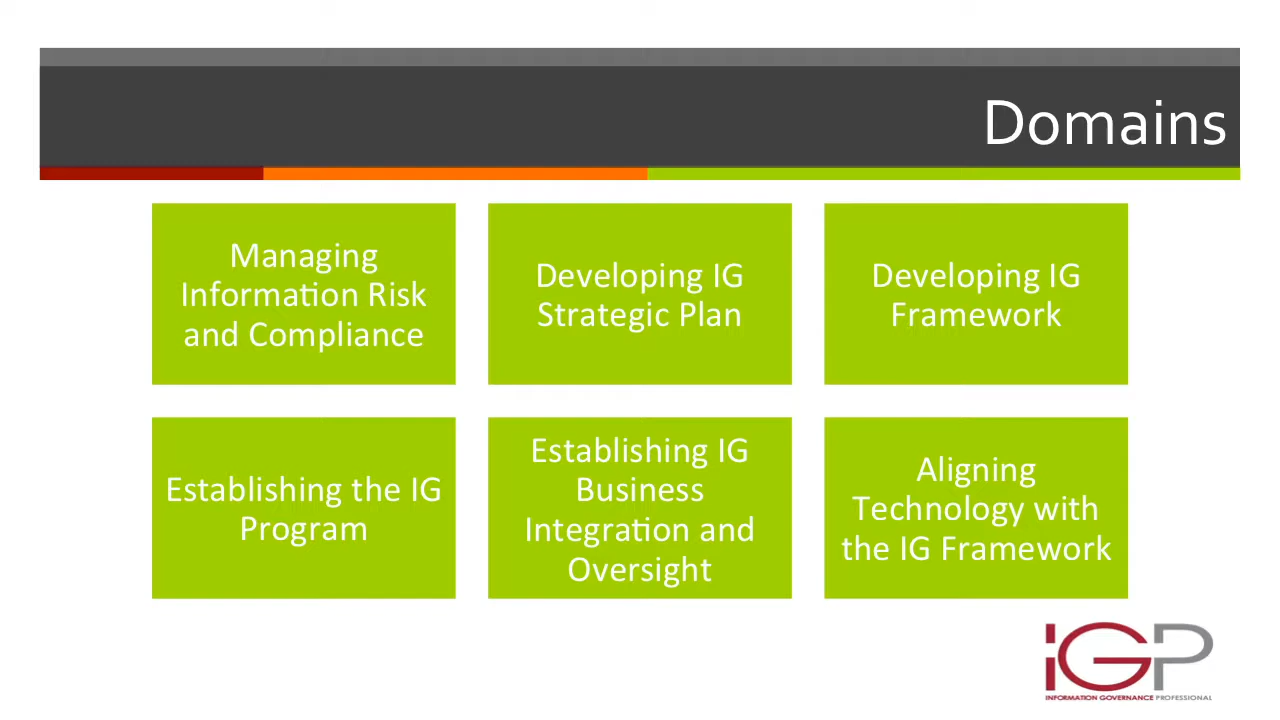 Domains
Managing
Information Risk
and Compliance
Developing IG
Strategic Plan
Developing IG
Framework
Establishing the IG
Program
Establishing IG
Business
Integration and
Oversight
Aligning
Technology with
the IG Framework
iGP
INFORMATION GOVERNANCE PROFESSIONAL